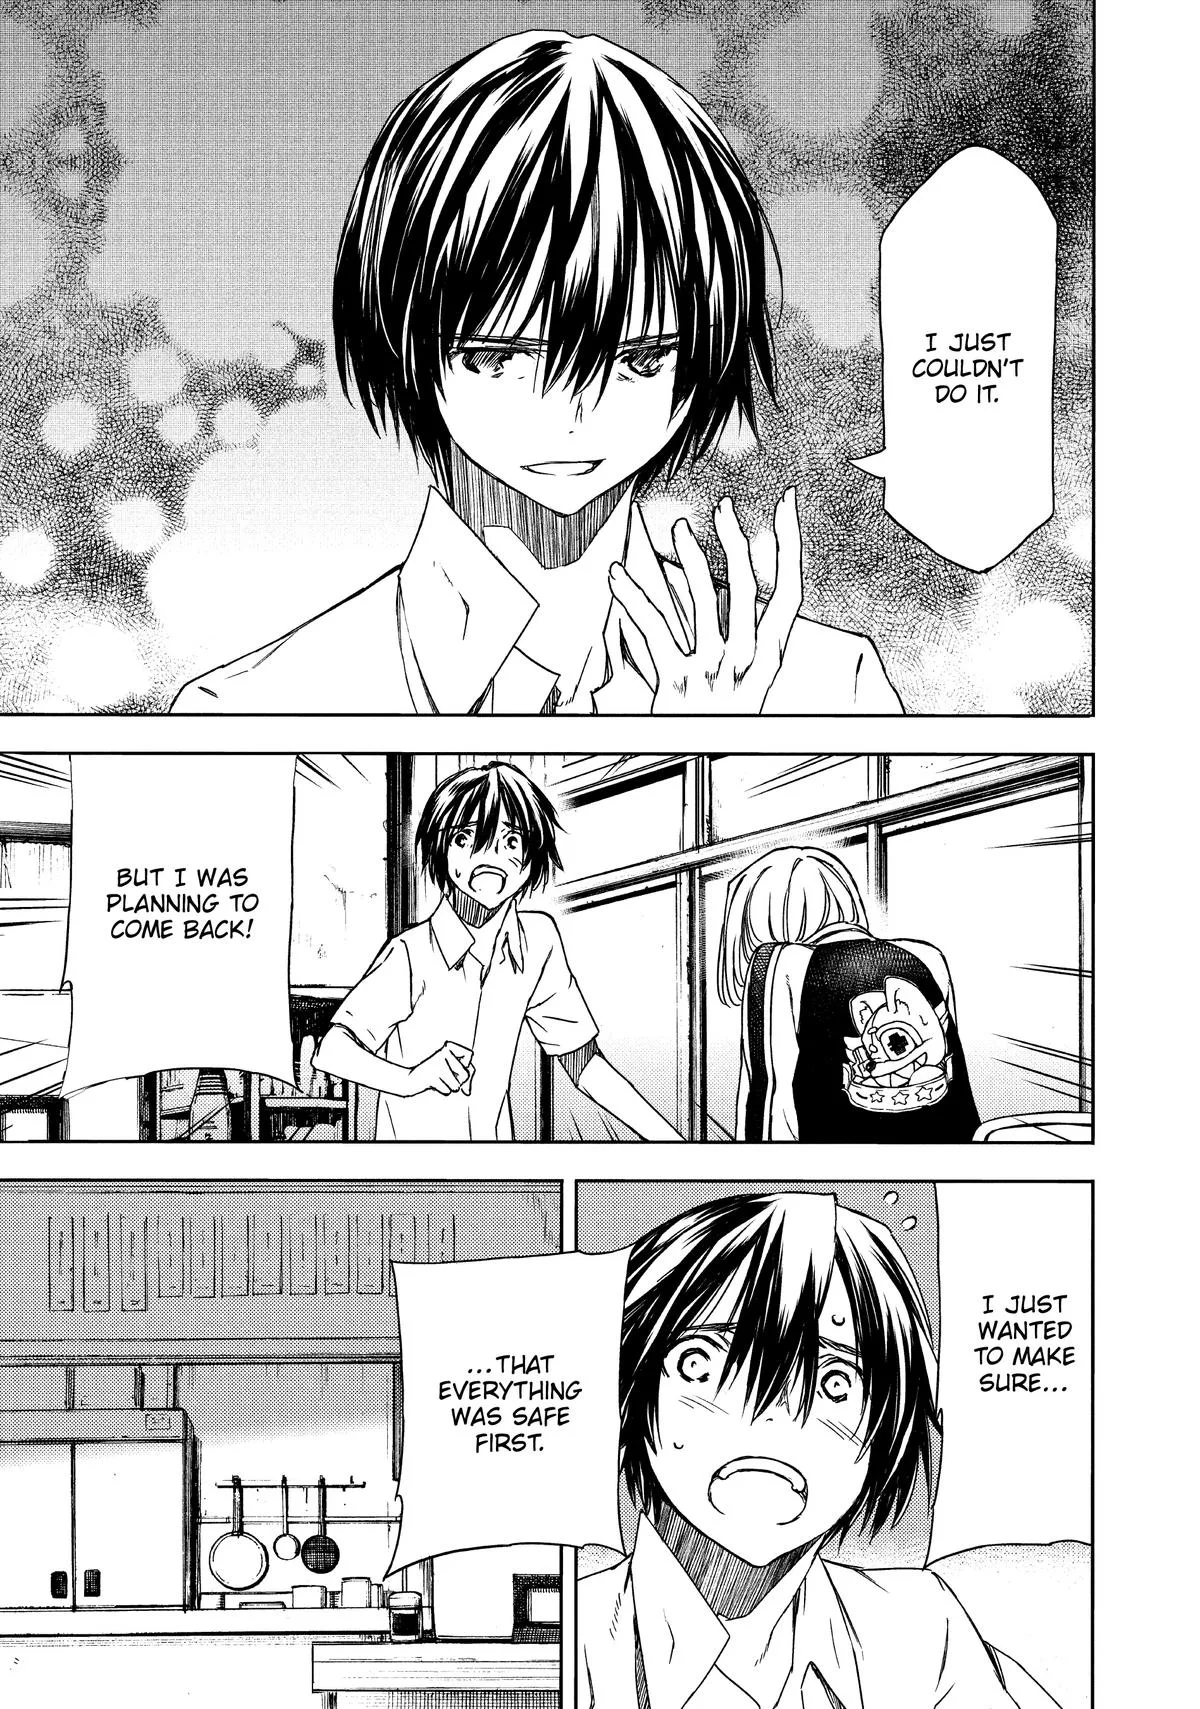 I JUST
COULDN'T
DO IT.
BUT I WAS
PLANNING TO
COME BACK!
I JUST
WANTED
TO MAKE
SURE...
...THAT
EVERYTHING
WAS SAFE
FIRST.